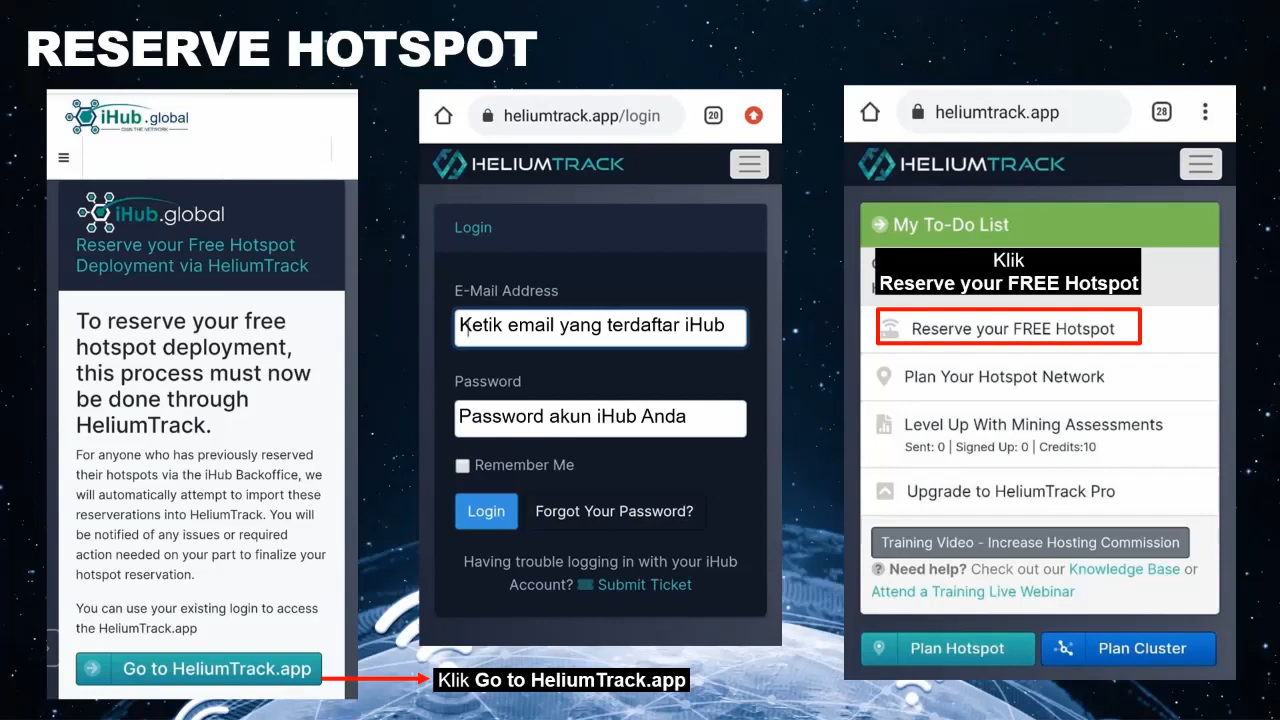 RESERVE HOTSPOT
iHub.global
OWN THE NETWORK
iHub.global
Reserve your Free Hotspot
Deployment via HeliumTrack
To reserve your free
hotspot deployment,
this process must now
be done through
HeliumTrack.
For anyone who has previously reserved
their hotspots via the iHub Backoffice, we
will automatically attempt to import these
reserverations into HeliumTrack. You will
be notified of any issues or required
action needed on your part to finalize your
hotspot reservation.
You can use your existing login to access
the HeliumTrack.app
Go to HeliumTrack.app
Klik Go to HeliumTrack.app
heliumtrack.app/login
20
HELIUMTRACK
Login
E-Mail Address
Ketik email yang terdaftar iHub
Password
Password akun iHub Anda
Remember Me
Login
Forgot Your Password?
Having trouble logging in with your iHub
Account? Submit Ticket
heliumtrack.app
28
HELIUMTRACK
My To-Do List
Klik
Reserve your FREE Hotspot
Reserve your FREE Hotspot
Plan Your Hotspot Network
Level Up With Mining Assessments
Sent: 0 | Signed Up: 0 | Credits:10
Upgrade to HeliumTrack Pro
Training Video - Increase Hosting Commission
Need help? Check out our Knowledge Base or
Attend a Training Live Webinar
Plan Hotspot
Plan Cluster